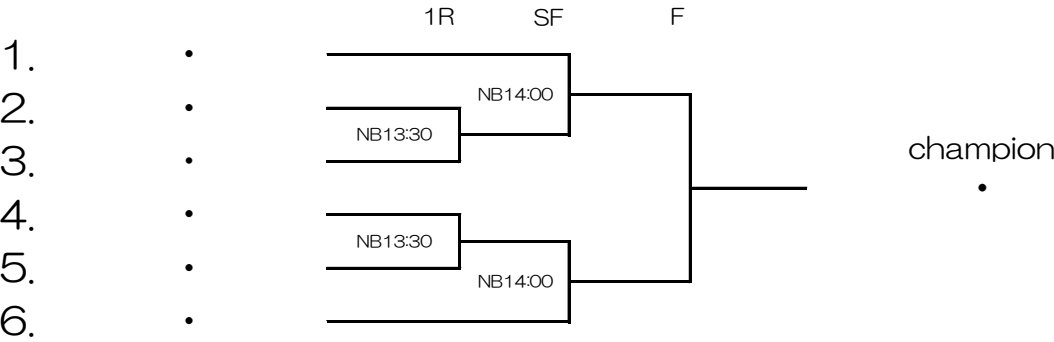 1R SF F
1. ・
NB14:00
2. ・
NB13:30
3. ・
champion
・
4. ・
NB13:30
5. ・
NB14:00
6. ・